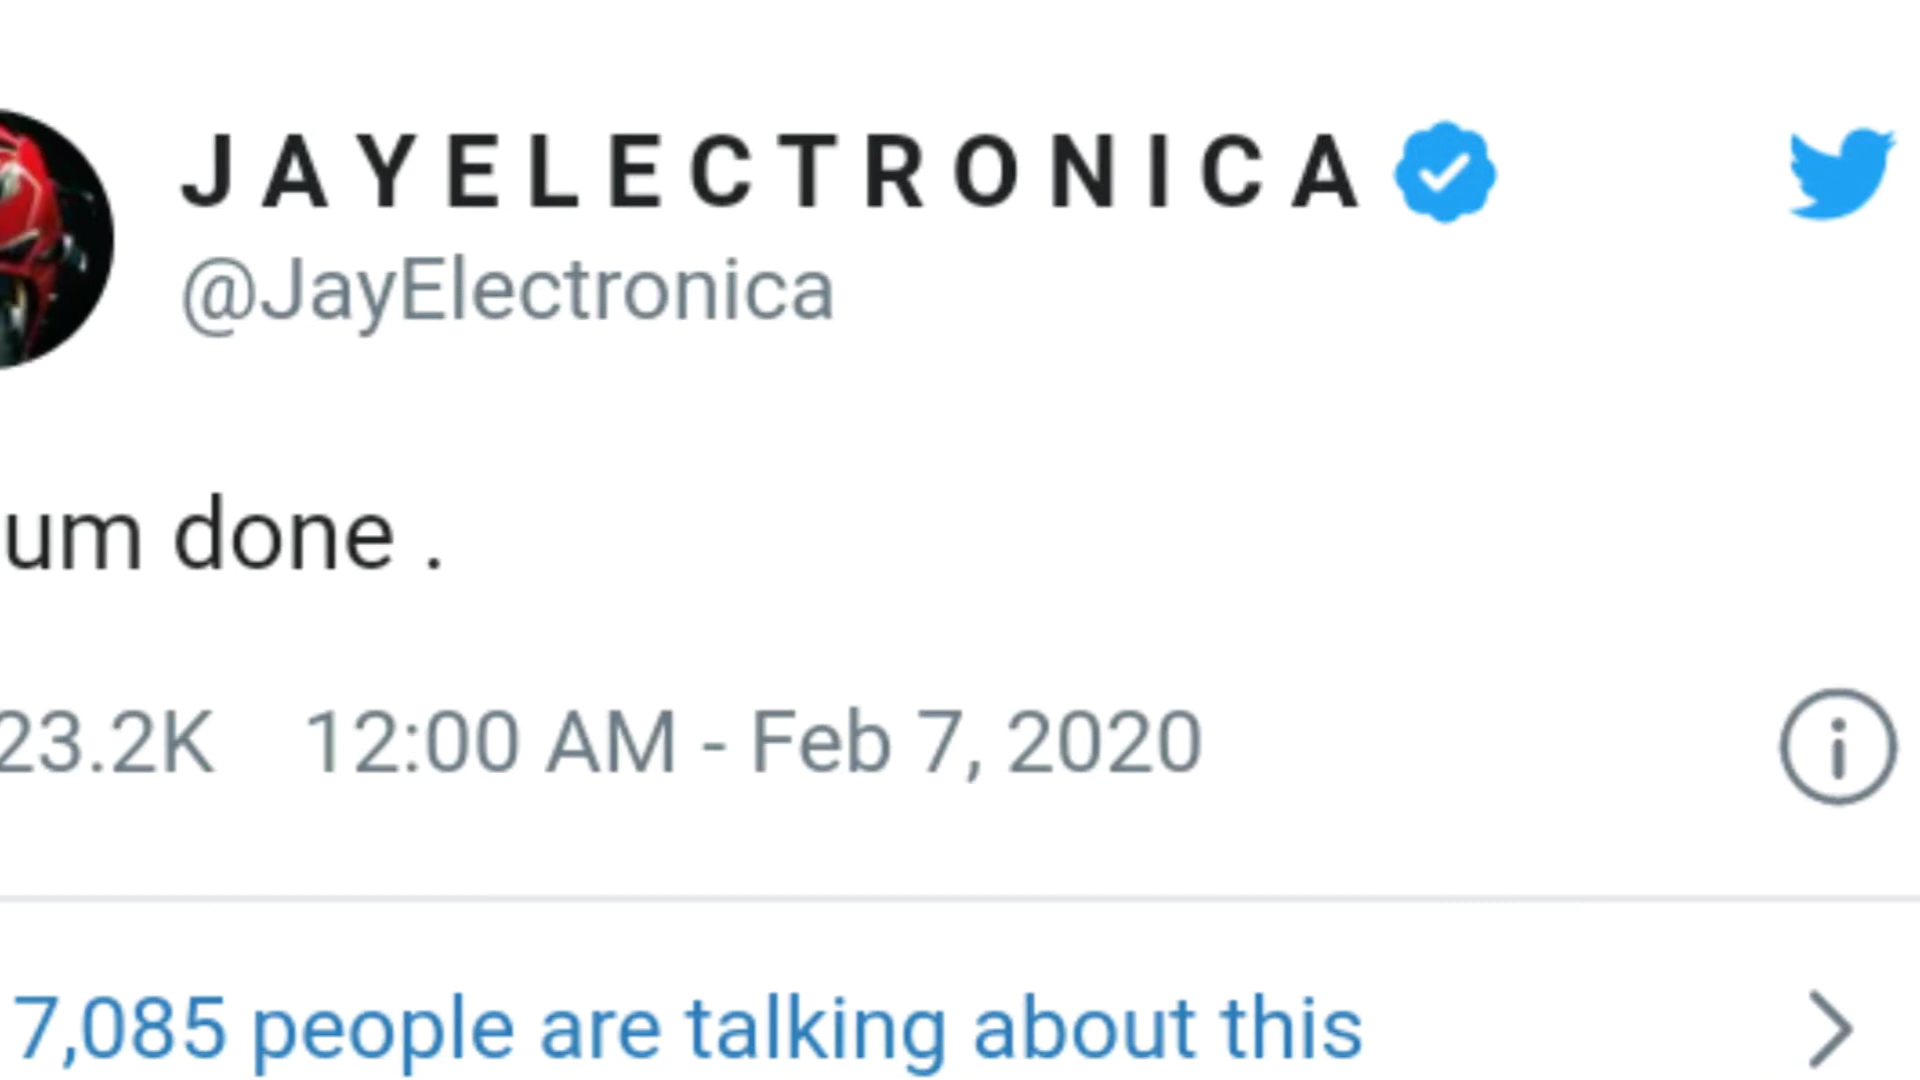 J A Y E L E C T R O N I C A
@JayElectronica
um done .
23.2K 12:00 AM - Feb 7, 2020
7,085 people are talking about this